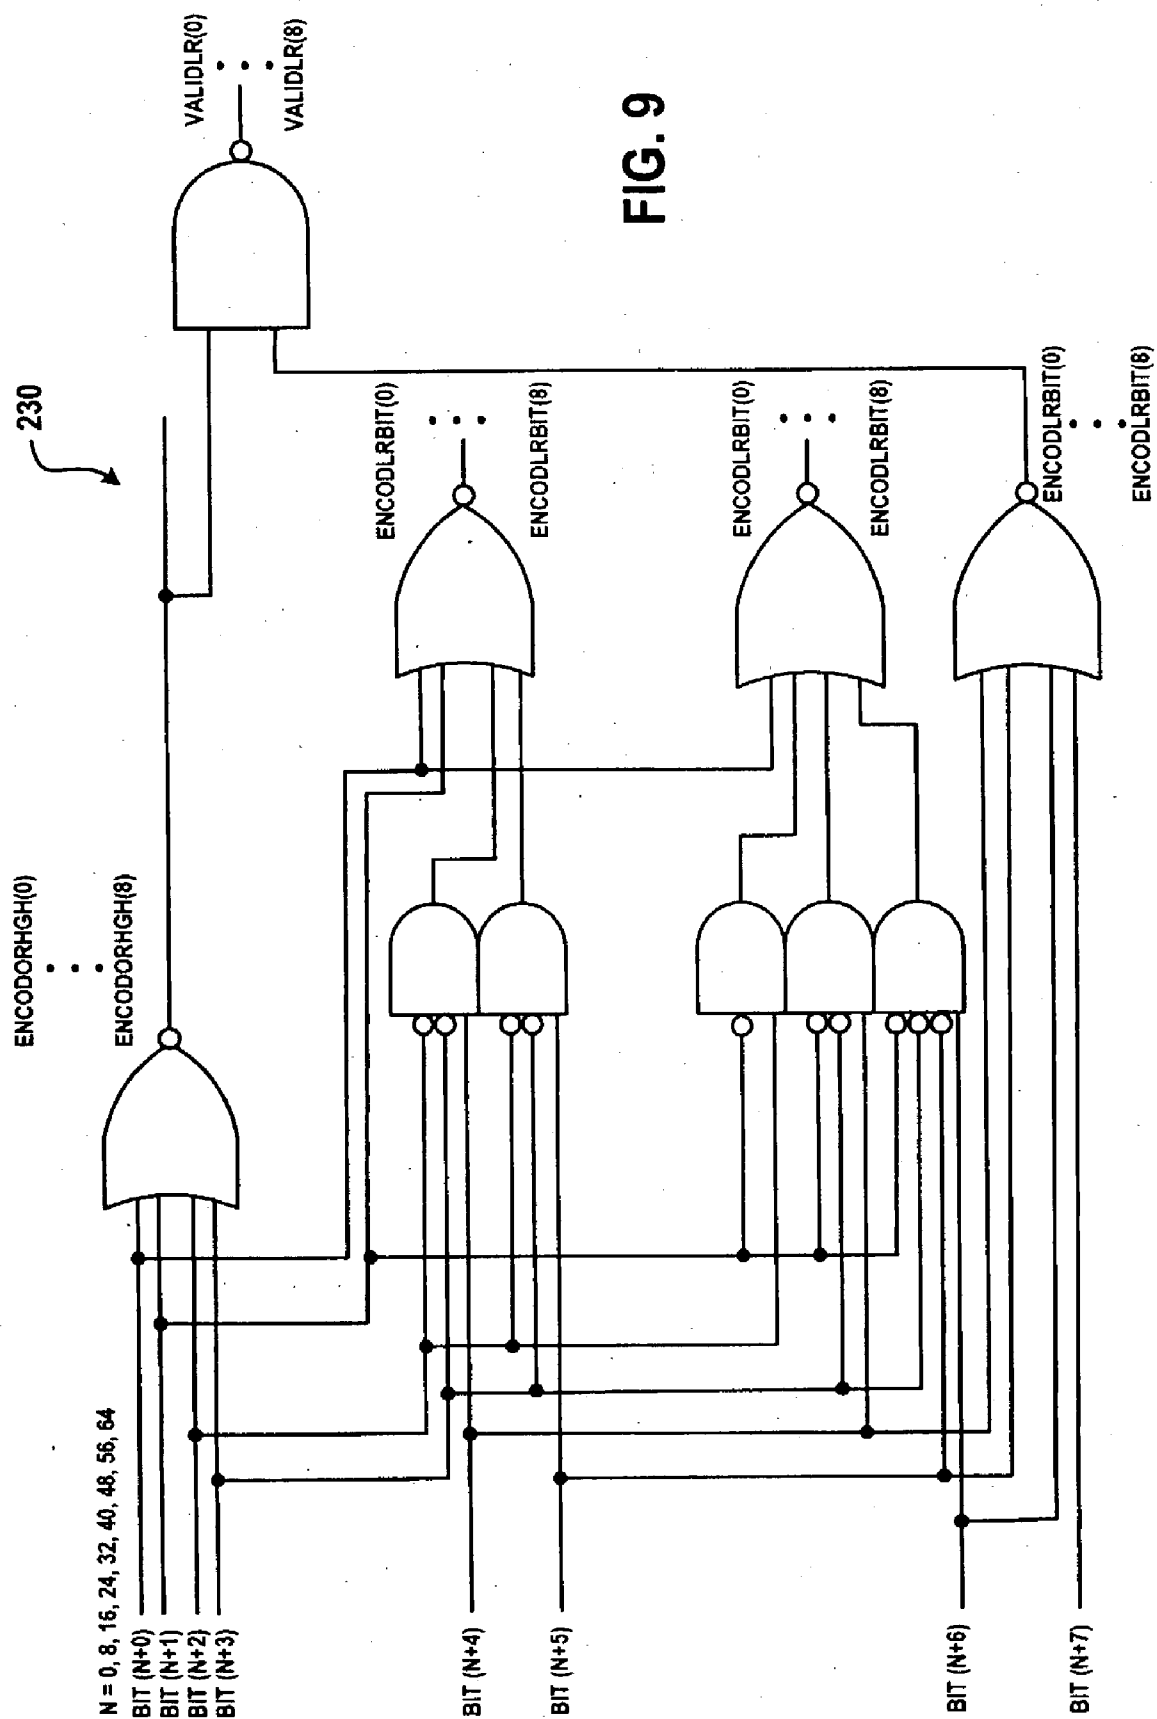 N = 0, 8, 16, 24, 32, 40, 48, 56, 64
BIT (N+0)
BIT (N+1)
BIT (N+2)
BIT (N+3)
BIT (N+4)
BIT (N+5)
BIT (N+6)
BIT (N+7)
ENCODORHGH(0)
ENCODORHGH(8)
230
ENCODLRBIT(0)
ENCODLRBIT(8)
ENCODLRBIT(0)
ENCODLRBIT(8)
ENCODLRBIT(0)
ENCODLRBIT(8)
VALIDLR(0)
VALIDLR(8)
FIG. 9